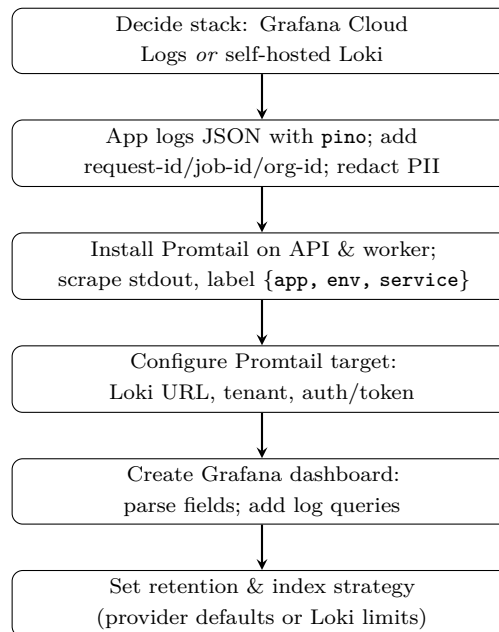 Decide stack: Grafana Cloud
Logs or self-hosted Loki
App logs JSON with pino; add
request-id/job-id/org-id; redact PII
Install Promtail on API & worker;
scrape stdout, label {app, env, service}
Configure Promtail target:
Loki URL, tenant, auth/token
Create Grafana dashboard:
parse fields; add log queries
Set retention & index strategy
(provider defaults or Loki limits)